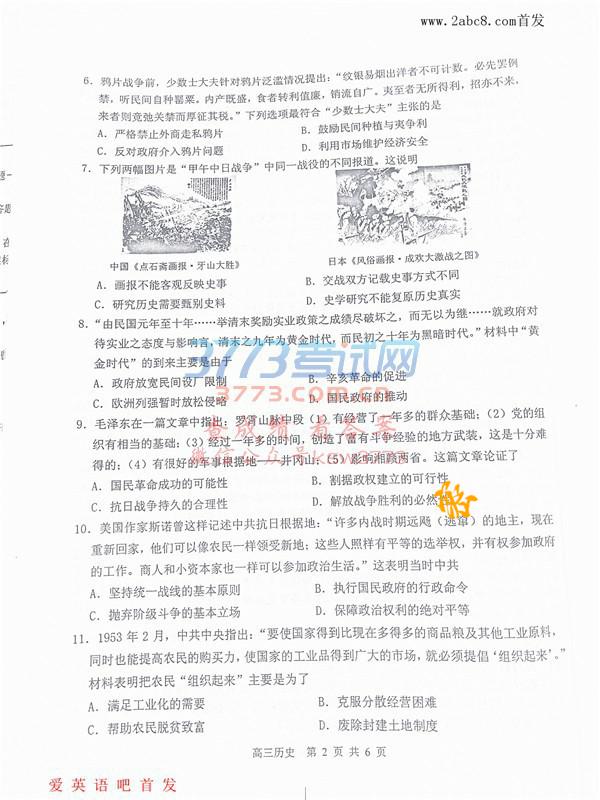 www.2abc8.com首发
6. 鸦片战争前，少数士大夫针对鸦片泛滥情况提出：“纹银易烟出洋者不可计数。必先罢例
禁，听民间自种罂粟。内产既盛，食者转利值廉，销流自广。夷至者无所得利，招亦不来，
来者则竟弛关禁而厚征其税。”下列选项最符合“少数士大夫”主张的是
A. 严格禁止外商走私鸦片
B. 鼓励民间种植与夷争利
C. 反对政府介入鸦片问题
D. 利用市场维护经济安全
7. 下列两幅图片是“甲午中日战争”中同一战役的不同报道。这说明
中国《点石斋画报·牙山大胜》
日本《风俗画报·成欢大激战之图》
A. 画报不能客观反映史事
B. 交战双方记载史事方式不同
C. 研究历史需要甄别史料
D. 史学研究不能复原历史真实
8. “由民国元年至十年……举清末奖励实业政策之成绩尽破坏之，而无以为继……就政府对
待实业之态度与影响言，清末之九年为黄金时代，而民初之十年为黑暗时代。”材料中“黄
金时代”的到来主要是由于
A. 政府放宽民间设厂限制
B. 辛亥革命的促进
C. 欧洲列强暂时放松侵略
D. 国民政府的推动
3773考试网
3773.com.cn
查成绩 看答案
微信公众号
9. 毛泽东在一篇文章中指出：罗霄山脉中段（1）有经营了一年多的群众基础；（2）党的组
织有相当的基础；（3）经过一年多的时间，创造了富有斗争经验的地方武装，这是十分难
得的；（4）有很好的军事根据地——井冈山；（5）影响湘赣两省。这篇文章论证了
A. 国民革命成功的可能性
B. 割据政权建立的可行性
C. 抗日战争持久的合理性
D. 解放战争胜利的必然性
10. 美国作家斯诺曾这样记述中共抗日根据地：“许多内战时期远飏（逃窜）的地主，现在
重新回家，他们可以像农民一样领受新地；这些人照样有平等的选举权，并有权参加政府
的工作。商人和小资本家也一样可以参加政治生活。”这表明当时中共
A. 坚持统一战线的基本原则
B. 执行国民政府的行政命令
C. 抛弃阶级斗争的基本立场
D. 保障政治权利的绝对平等
11. 1953 年 2 月，中共中央指出：“要使国家得到比现在多得多的商品粮及其他工业原料，
同时也能提高农民的购买力，使国家的工业品得到广大的市场，就必须提倡‘组织起来’。”
材料表明把农民“组织起来”主要是为了
A. 满足工业化的需要
B. 克服分散经营困难
C. 帮助农民脱贫致富
D. 废除封建土地制度
高三历史 第 2 页 共 6 页
爱英语吧首发